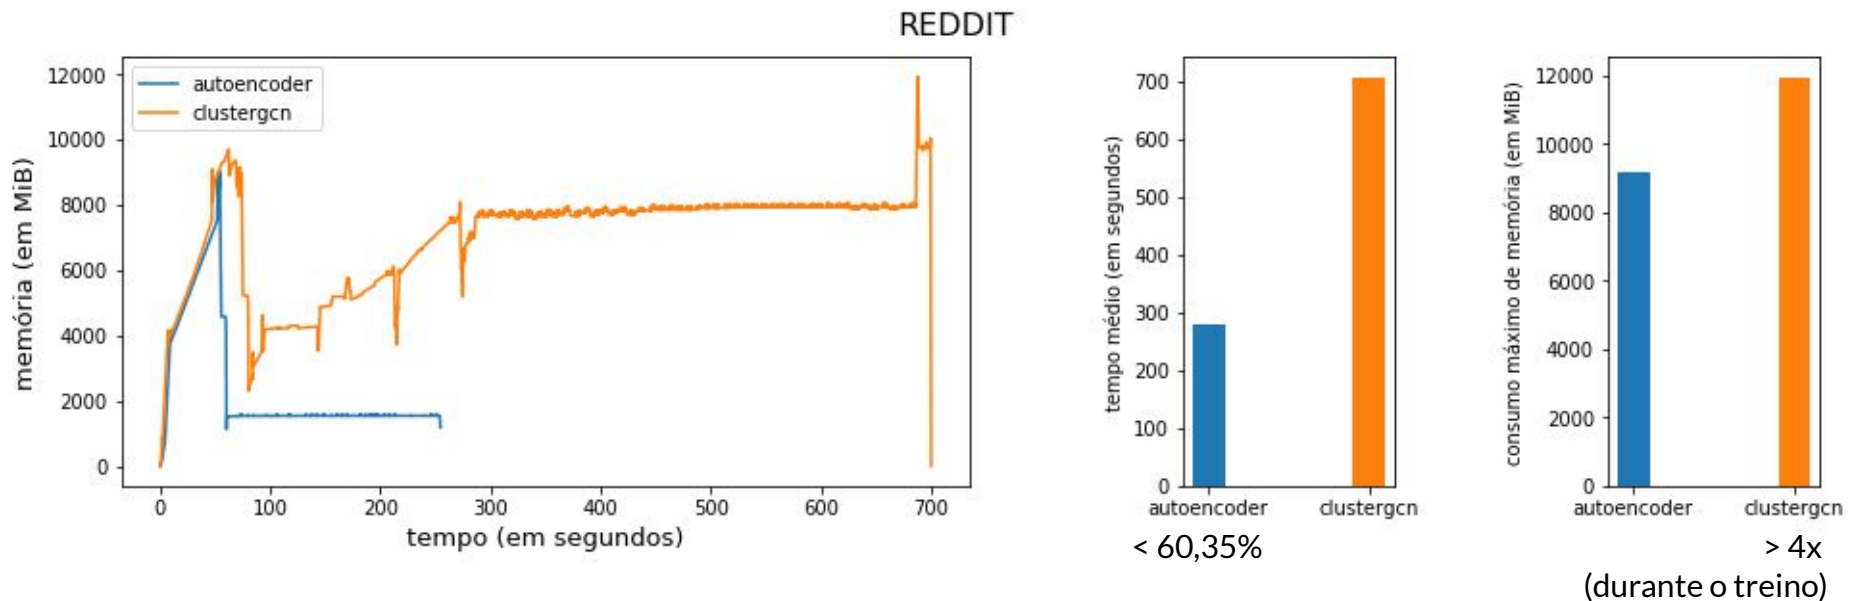 REDDIT
autoencoder
clustergcn
memória (em MiB)
12000
10000
8000
6000
4000
2000
0
0 100 200 300 400 500 600 700
tempo (em segundos)
tempo médio (em segundos)
700
600
500
400
300
200
100
0
autoencoder clustergcn
< 60,35%
consumo máximo de memória (em MiB)
12000
10000
8000
6000
4000
2000
0
autoencoder clustergcn
> 4x
(durante o treino)